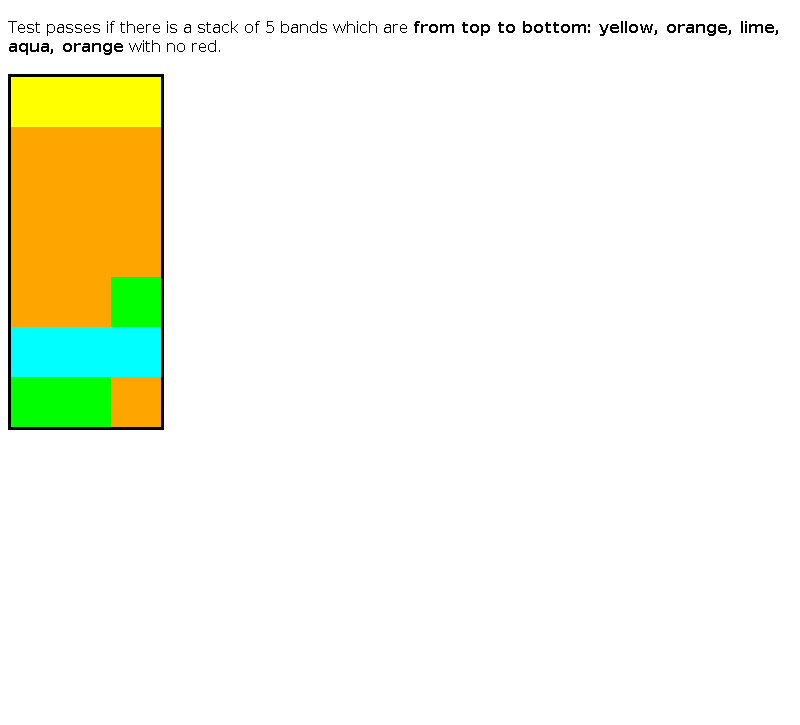 Test passes if there is a stack of 5 bands which are from top to bottom: yellow, orange, lime,
aqua, orange with no red.